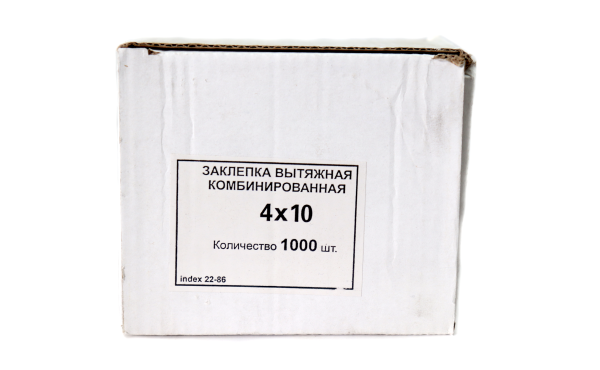 ЗАКЛЕПКА ВЫТЯЖНАЯ
КОМБИНИРОВАННАЯ
4x10
Количество 1000 шт.
index 22-86